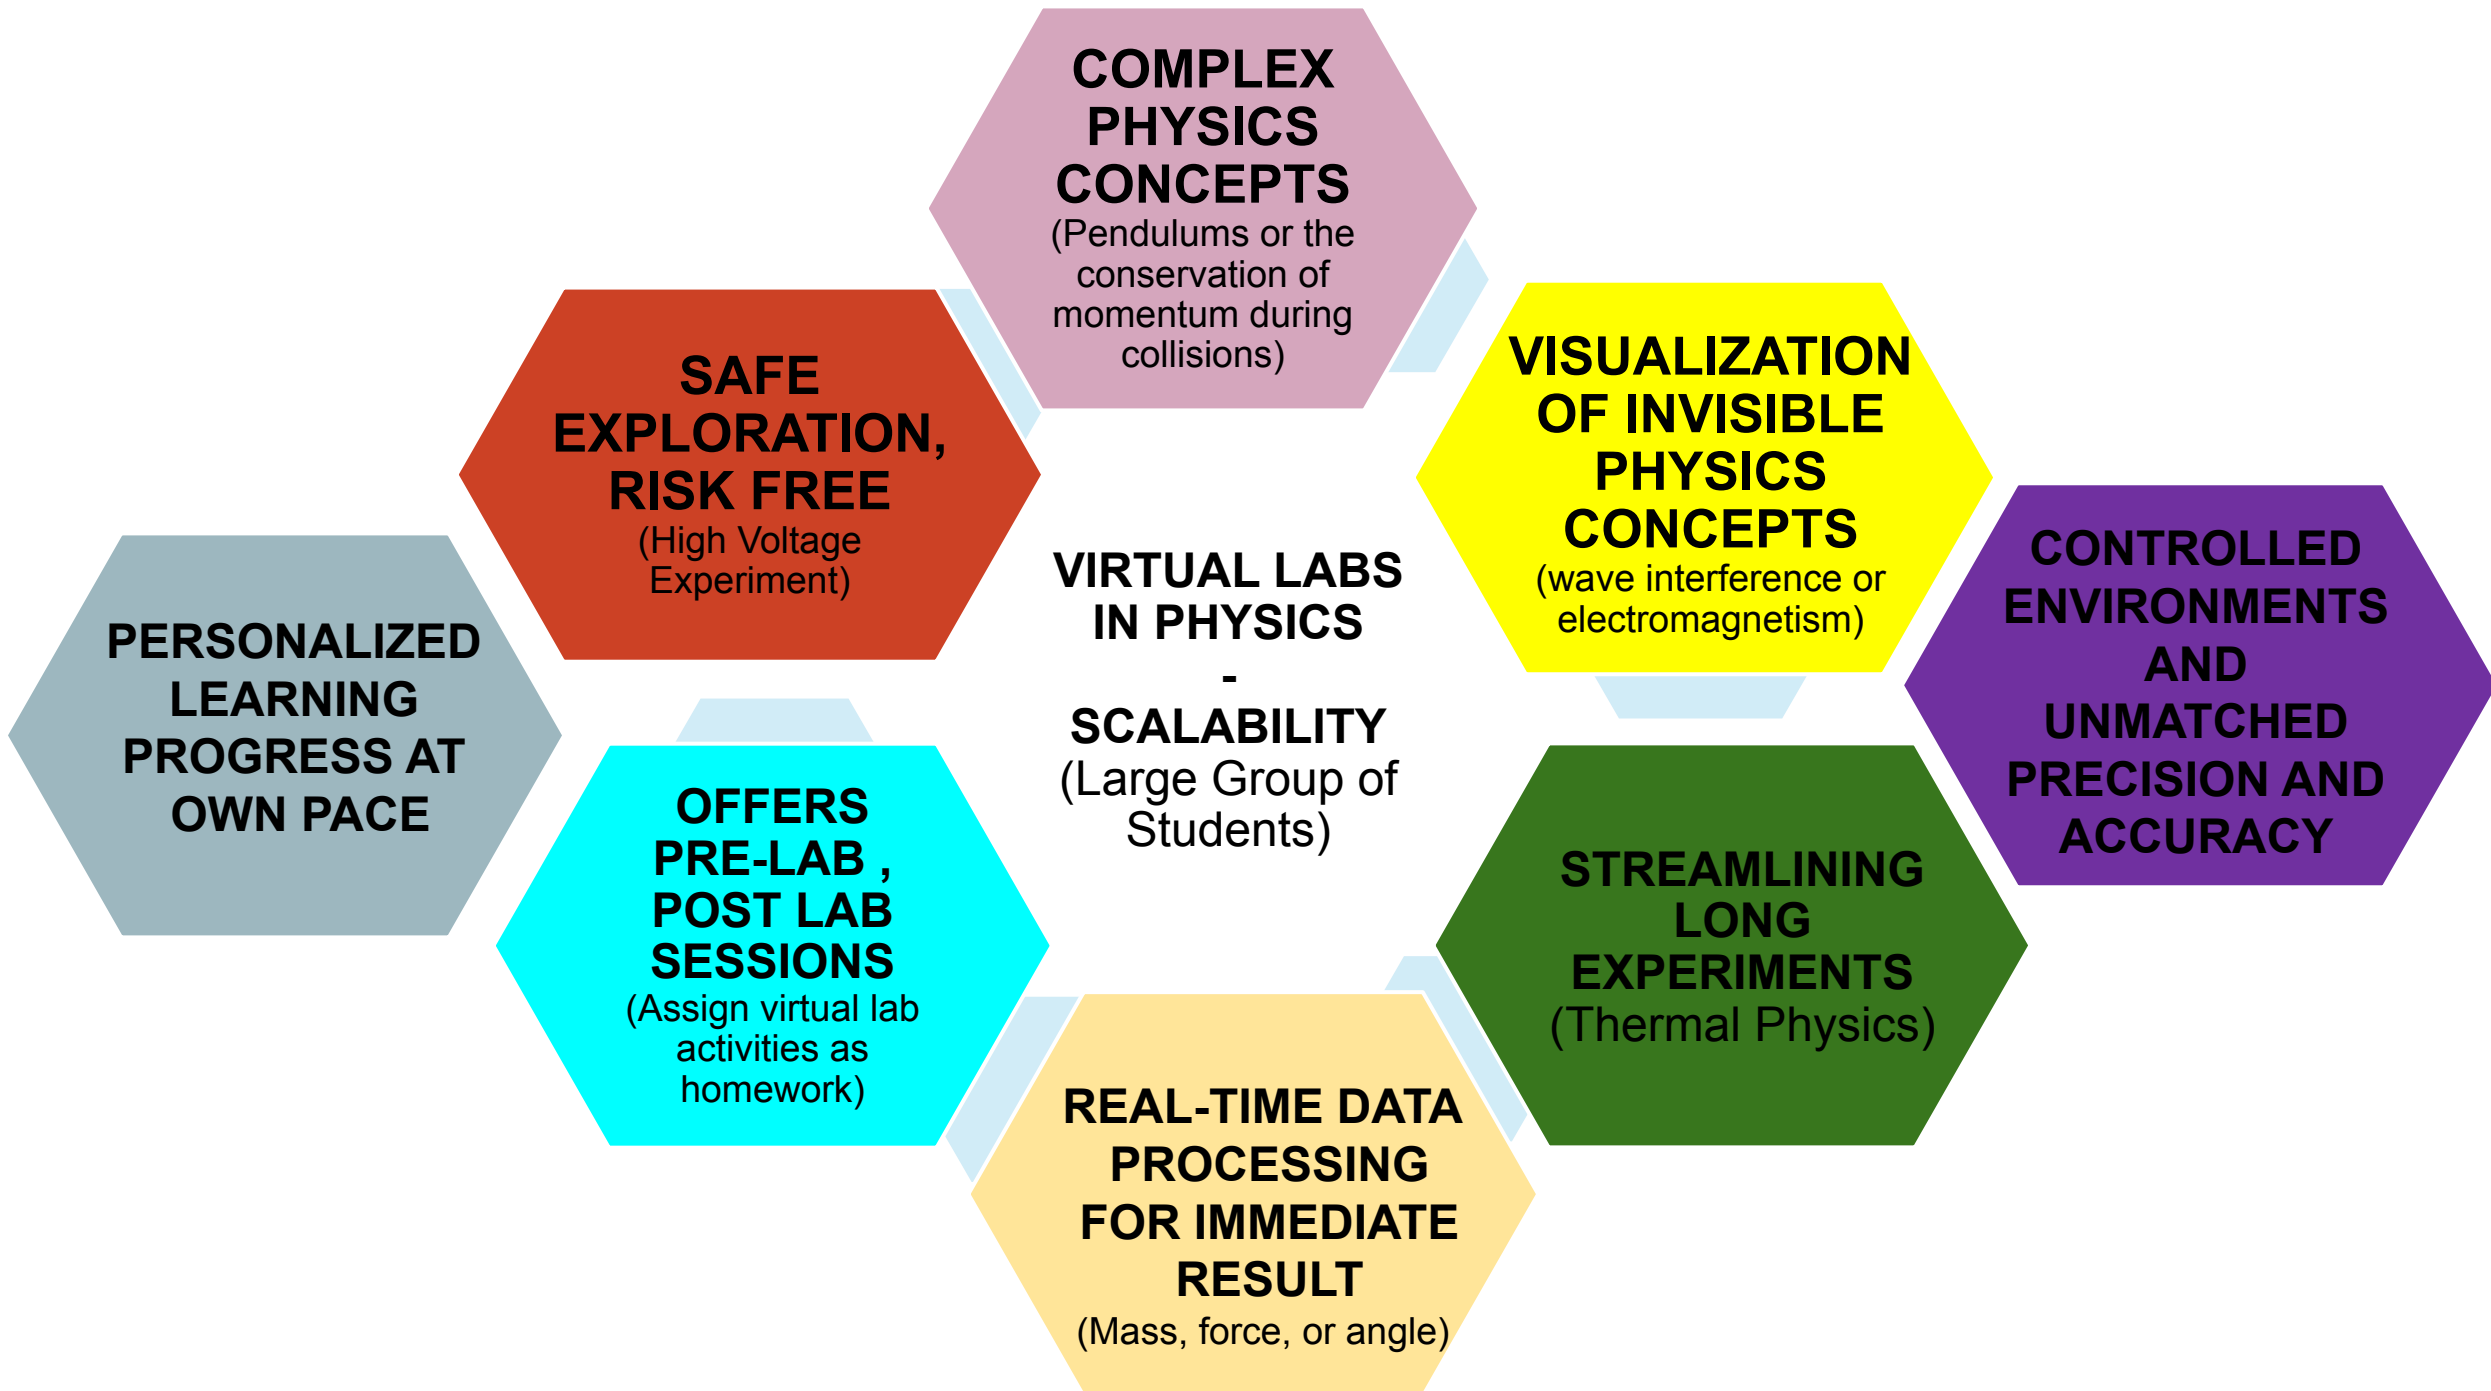 COMPLEX
PHYSICS
CONCEPTS
(Pendulums or the
conservation of
momentum during
collisions)
SAFE
EXPLORATION,
RISK FREE
(High Voltage
Experiment)
VISUALIZATION
OF INVISIBLE
PHYSICS
CONCEPTS
(wave interference or
electromagnetism)
PERSONALIZED
LEARNING
PROGRESS AT
OWN PACE
VIRTUAL LABS
IN PHYSICS
-
SCALABILITY
(Large Group of
Students)
CONTROLLED
ENVIRONMENTS
AND
UNMATCHED
PRECISION AND
ACCURACY
OFFERS
PRE-LAB ,
POST LAB
SESSIONS
(Assign virtual lab
activities as
homework)
STREAMLINING
LONG
EXPERIMENTS
(Thermal Physics)
REAL-TIME DATA
PROCESSING
FOR IMMEDIATE
RESULT
(Mass, force, or angle)